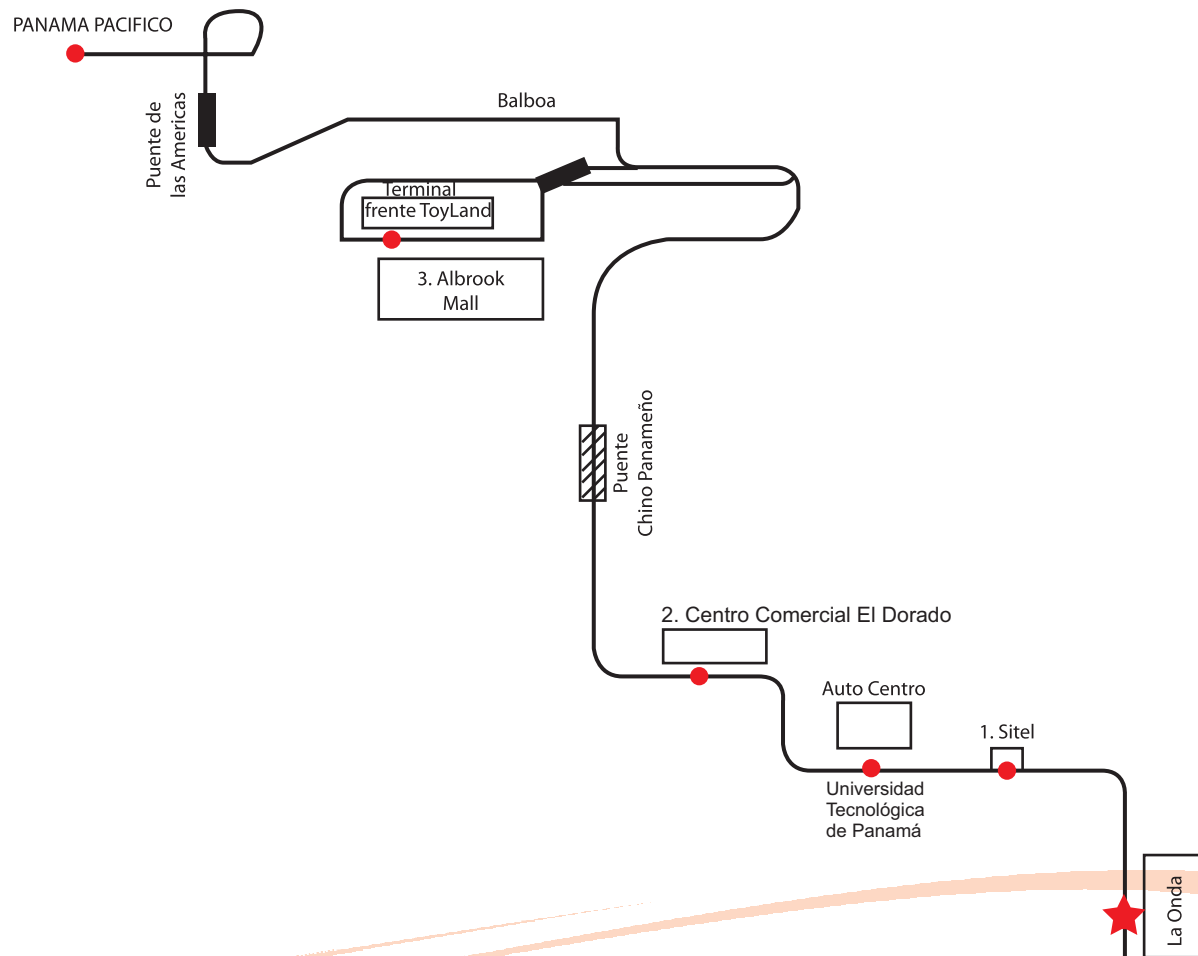 PANAMA PACIFICO
Puente de
las Americas
Balboa
Terminal
frente ToyLand
3. Albrook
Mall
Puente
Chino Panameño
2. Centro Comercial El Dorado
Auto Centro
1. Sitel
Universidad
Tecnológica
de Panamá
La Onda